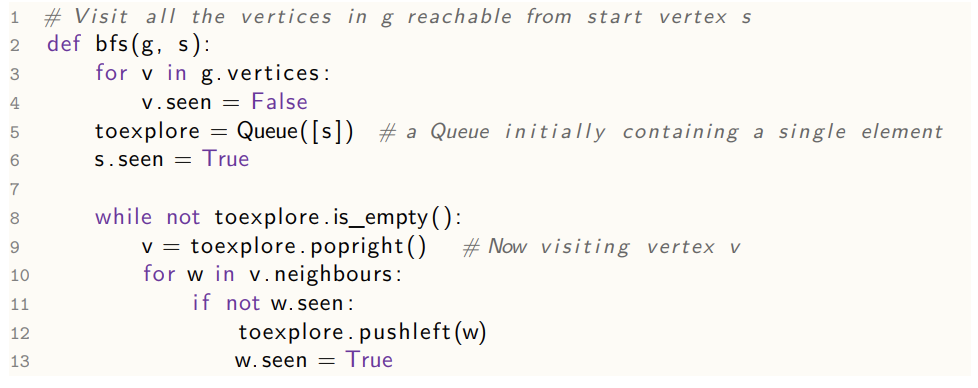 1 # Visit all the vertices in g reachable from start vertex s
2 def bfs(g, s):
3 for v in g.vertices:
4 v.seen = False
5 toexplore = Queue([s]) # a Queue initially containing a single element
6 s.seen = True
7
8 while not toexplore.is_empty():
9 v = toexplore.popright() # Now visiting vertex v
10 for w in v.neighbours:
11 if not w.seen:
12 toexplore.pushleft(w)
13 w.seen = True